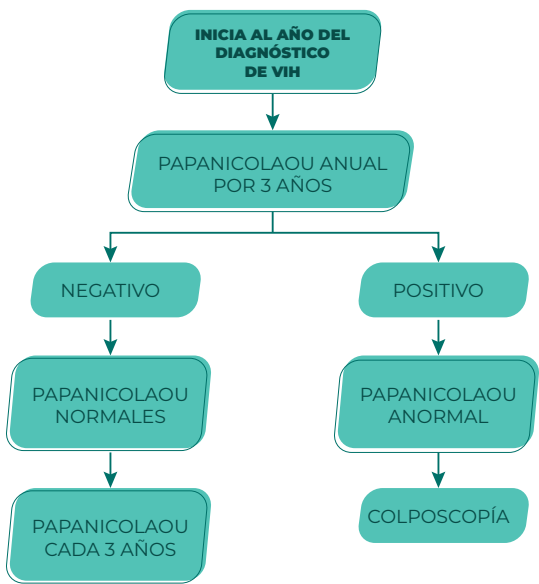 INICIA AL AÑO DEL
DIAGNÓSTICO
DE VIH
PAPANICOLAOU ANUAL
POR 3 AÑOS
NEGATIVO
POSITIVO
PAPANICOLAOU
NORMALES
PAPANICOLAOU
ANORMAL
PAPANICOLAOU
CADA 3 AÑOS
COLPOSCOPÍA